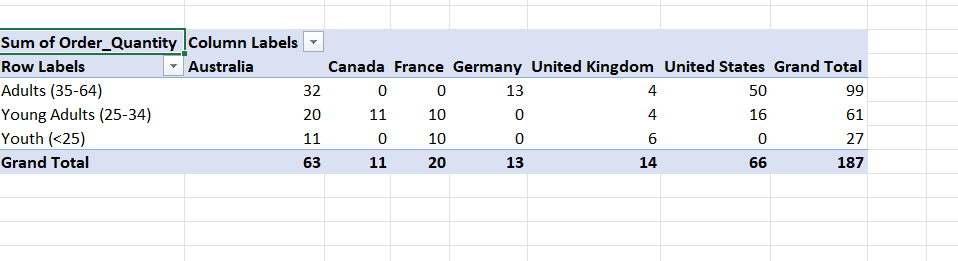 Sum of Order_Quantity Column Labels
Row Labels Australia Canada France Germany United Kingdom United States Grand Total
Adults (35-64) 32 0 0 13 4 50 99
Young Adults (25-34) 20 11 10 0 4 16 61
Youth (<25) 11 0 10 0 6 0 27
Grand Total 63 11 20 13 14 66 187